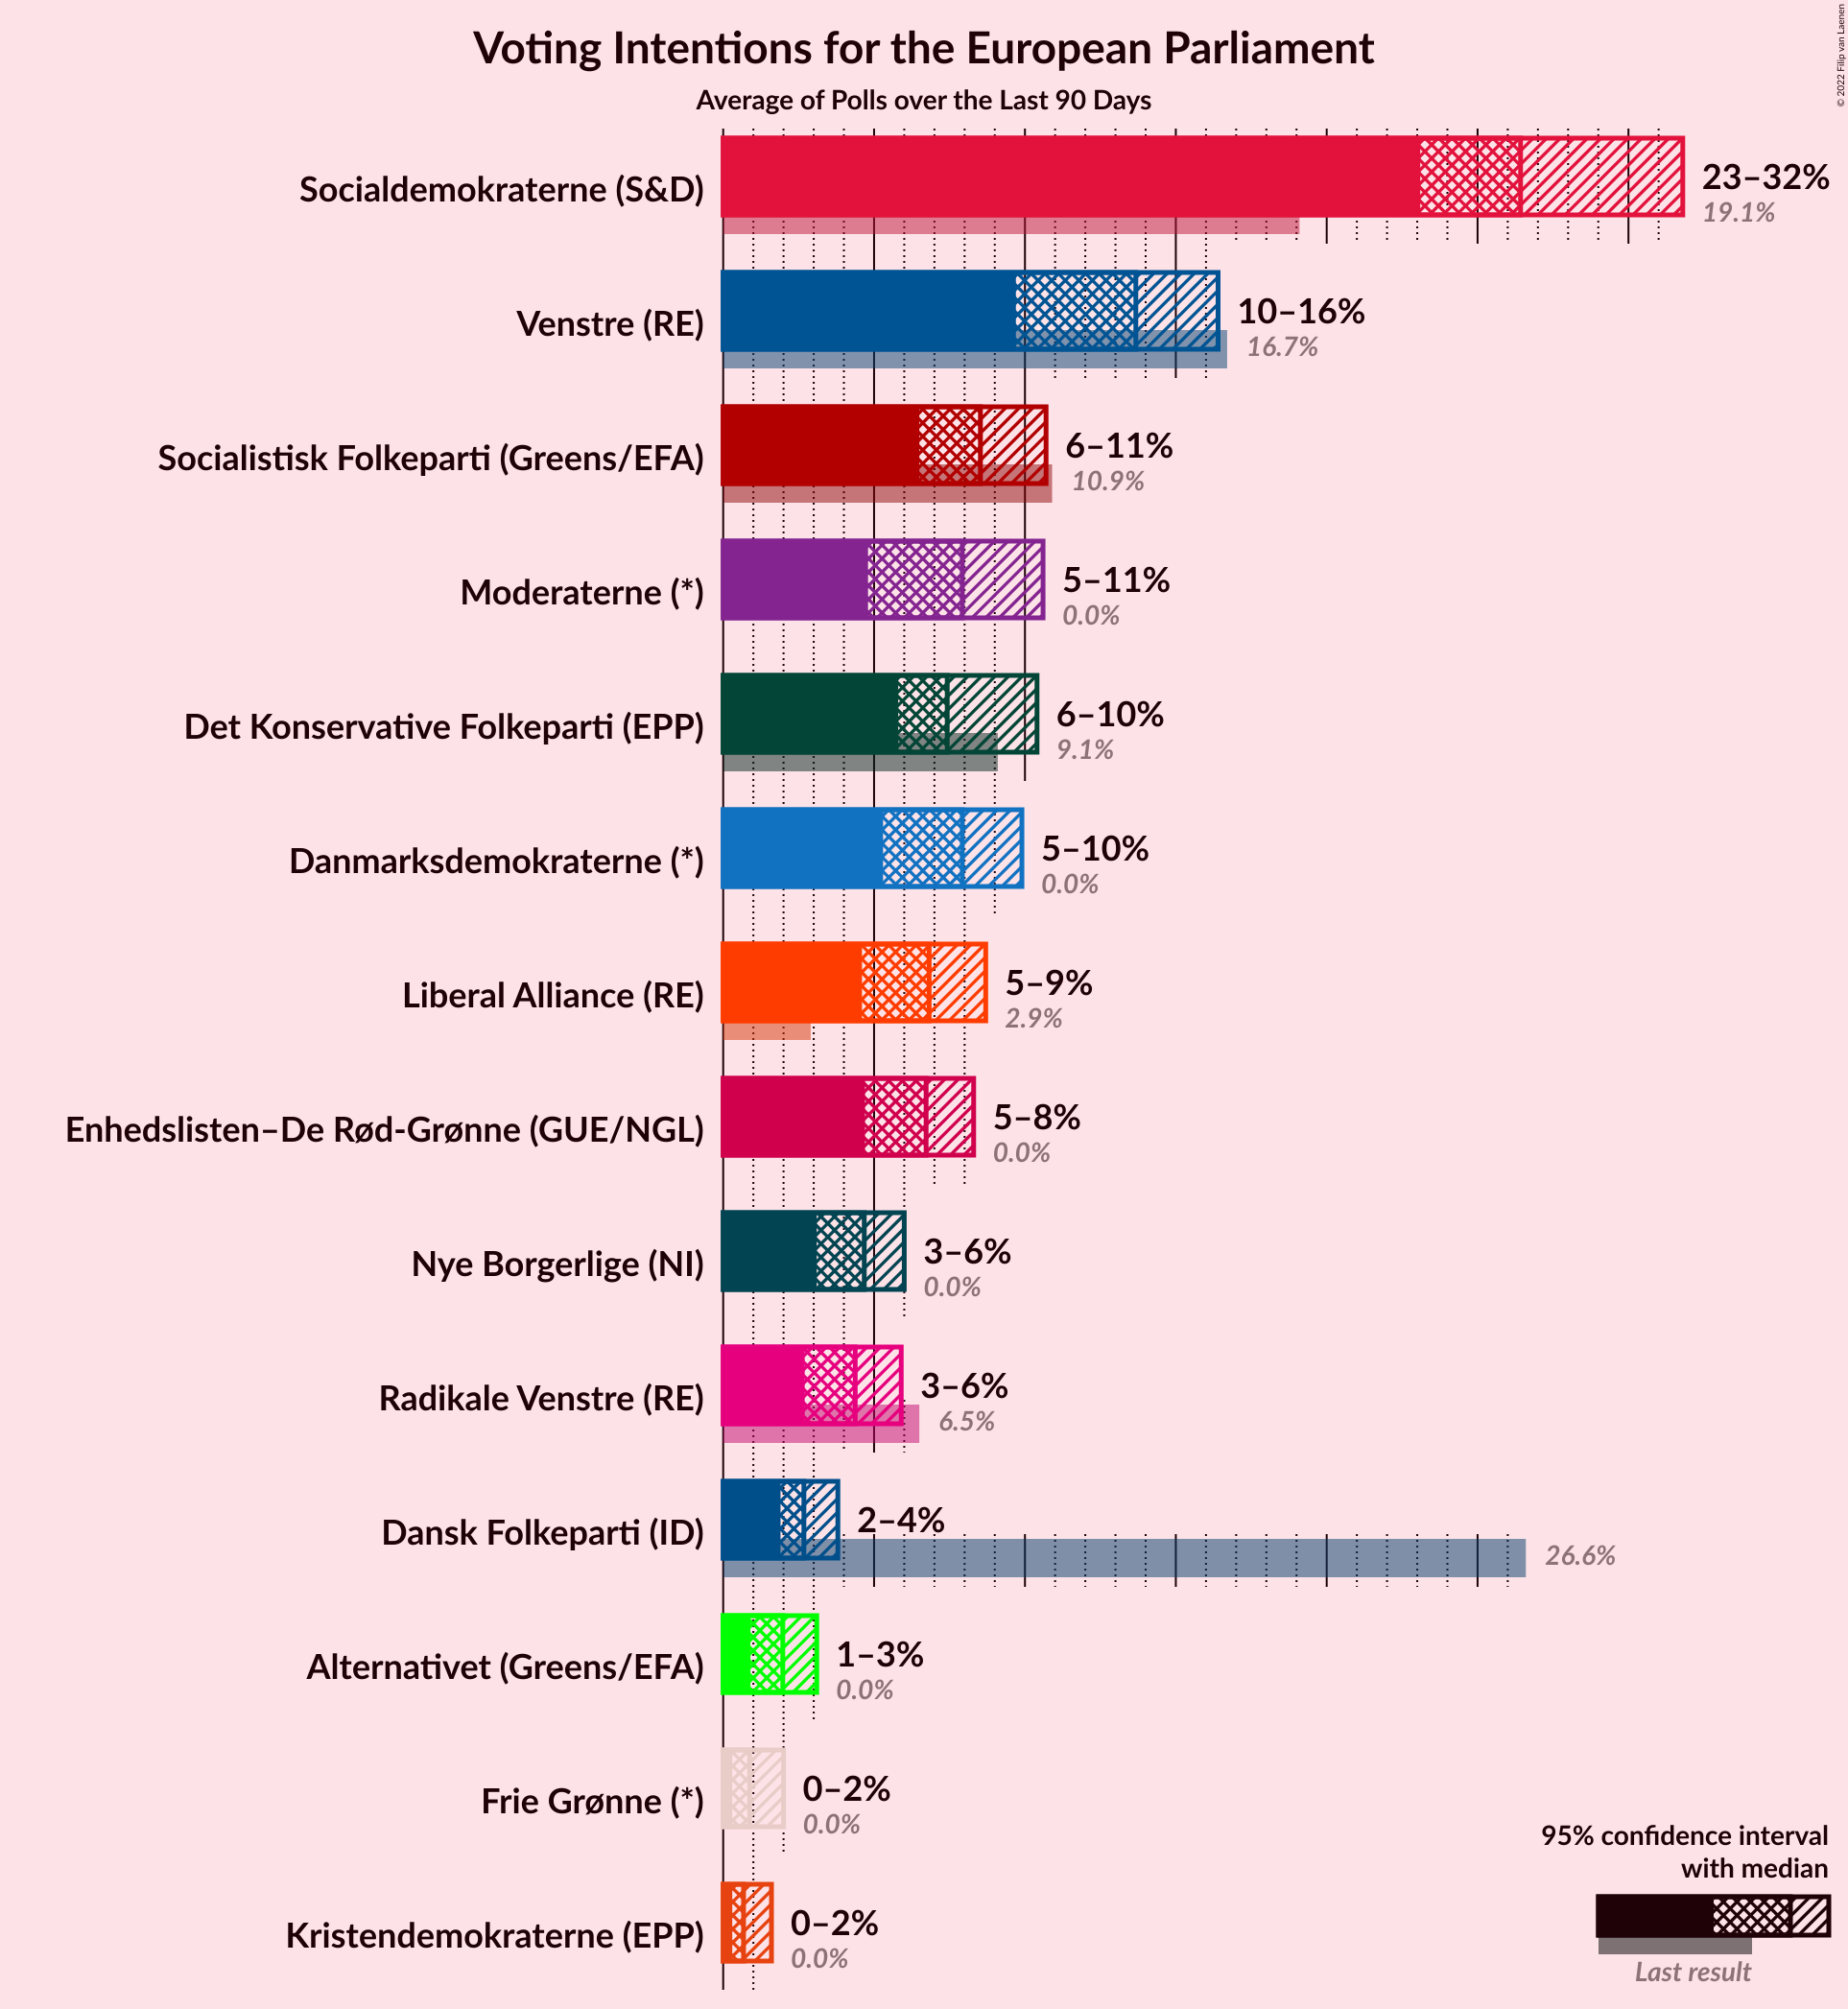 Voting Intentions for the European Parliament
Average of Polls over the Last 90 Days
© 2022 Filip van Laenen
Socialdemokraterne (S&D)
23–32%
19.1%
Venstre (RE)
10–16%
16.7%
Socialistisk Folkeparti (Greens/EFA)
6–11%
10.9%
Moderaterne (*)
5–11%
0.0%
Det Konservative Folkeparti (EPP)
6–10%
9.1%
Danmarksdemokraterne (*)
5–10%
0.0%
Liberal Alliance (RE)
5–9%
2.9%
Enhedslisten–De Rød-Grønne (GUE/NGL)
5–8%
0.0%
Nye Borgerlige (NI)
3–6%
0.0%
Radikale Venstre (RE)
3–6%
6.5%
Dansk Folkeparti (ID)
2–4%
26.6%
Alternativet (Greens/EFA)
1–3%
0.0%
Frie Grønne (*)
0–2%
0.0%
Kristendemokraterne (EPP)
0–2%
0.0%
95% confidence interval
with median
Last result